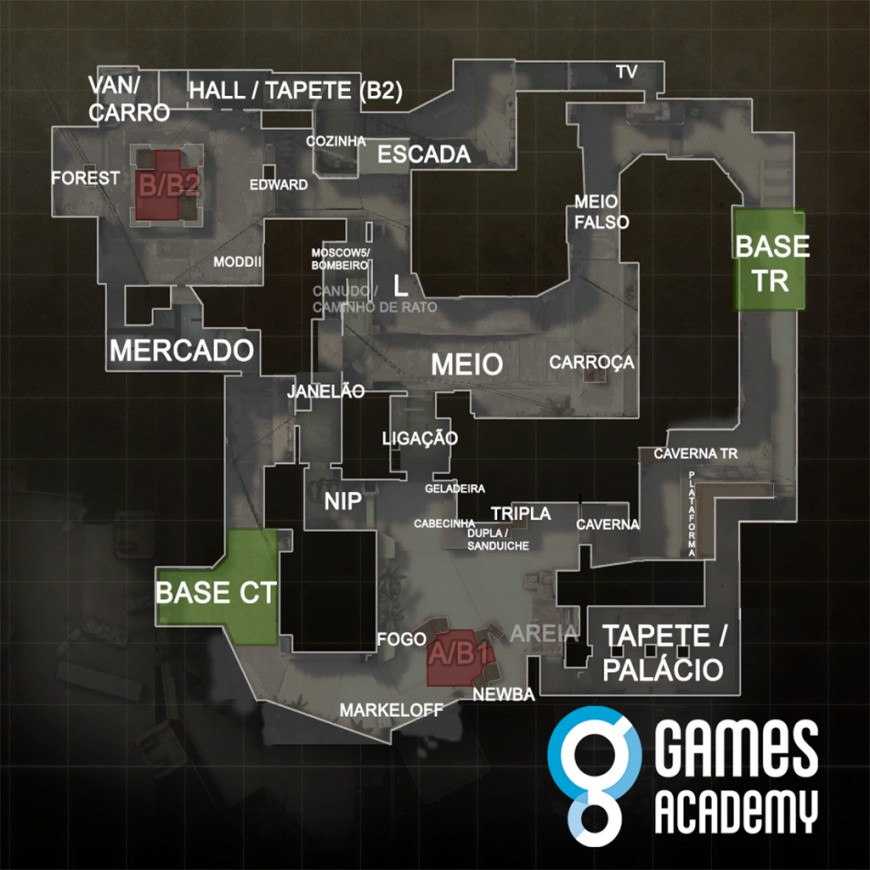 TV
VAN/
CARRO
HALL / TAPETE (B2)
COZINHA
ESCADA
FOREST
B/B2
EDWARD
MEIO
FALSO
BASE
TR
MOSCOW5/
BOMBEIRO
MODDII
CANUDO /
CAMINHO DE RATO
L
MERCADO
MEIO
CARROÇA
JANELÃO
LIGAÇÃO
CAVERNA TR
PLATAFORMA
GELADEIRA
NIP
TRIPLA
CABECINHA
CAVERNA
DUPLA /
SANDUICHE
BASE CT
FOGO
A/B1
AREIA
TAPETE /
PALÁCIO
NEWBA
MARKELOFF
GAMES
ACADEMY